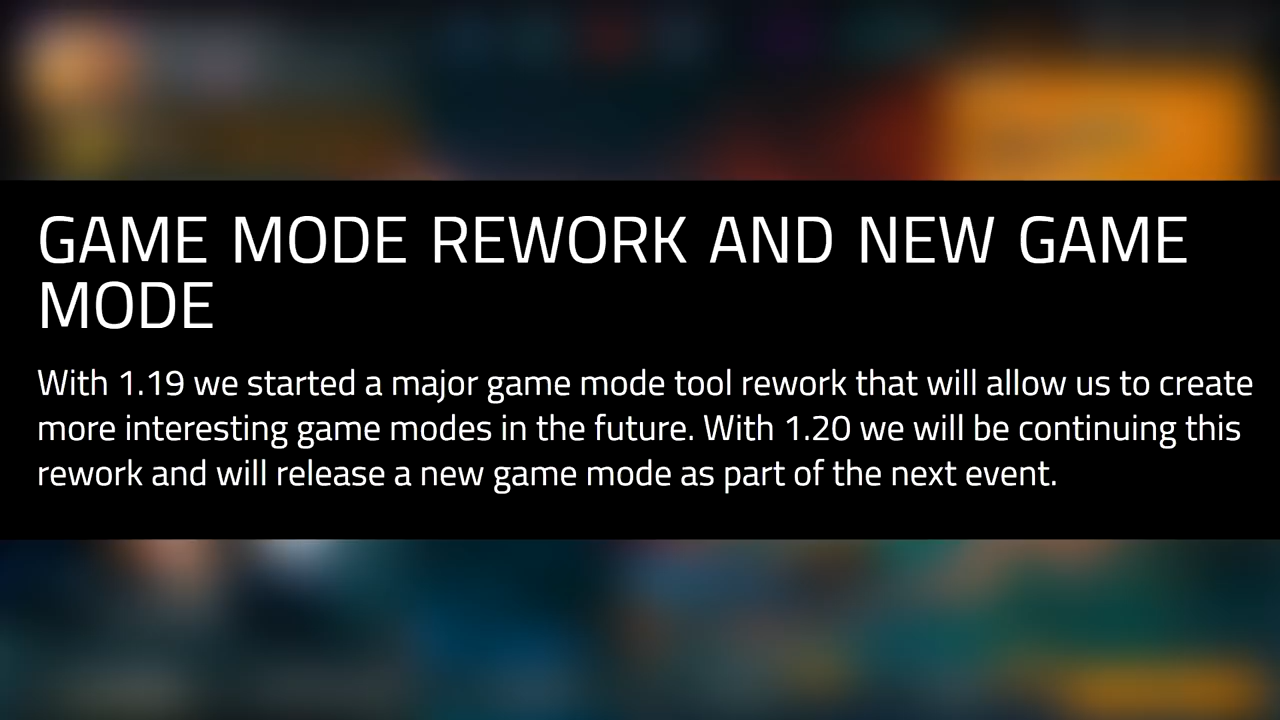 GAME MODE REWORK AND NEW GAME
MODE
With 1.19 we started a major game mode tool rework that will allow us to create
more interesting game modes in the future. With 1.20 we will be continuing this
rework and will release a new game mode as part of the next event.